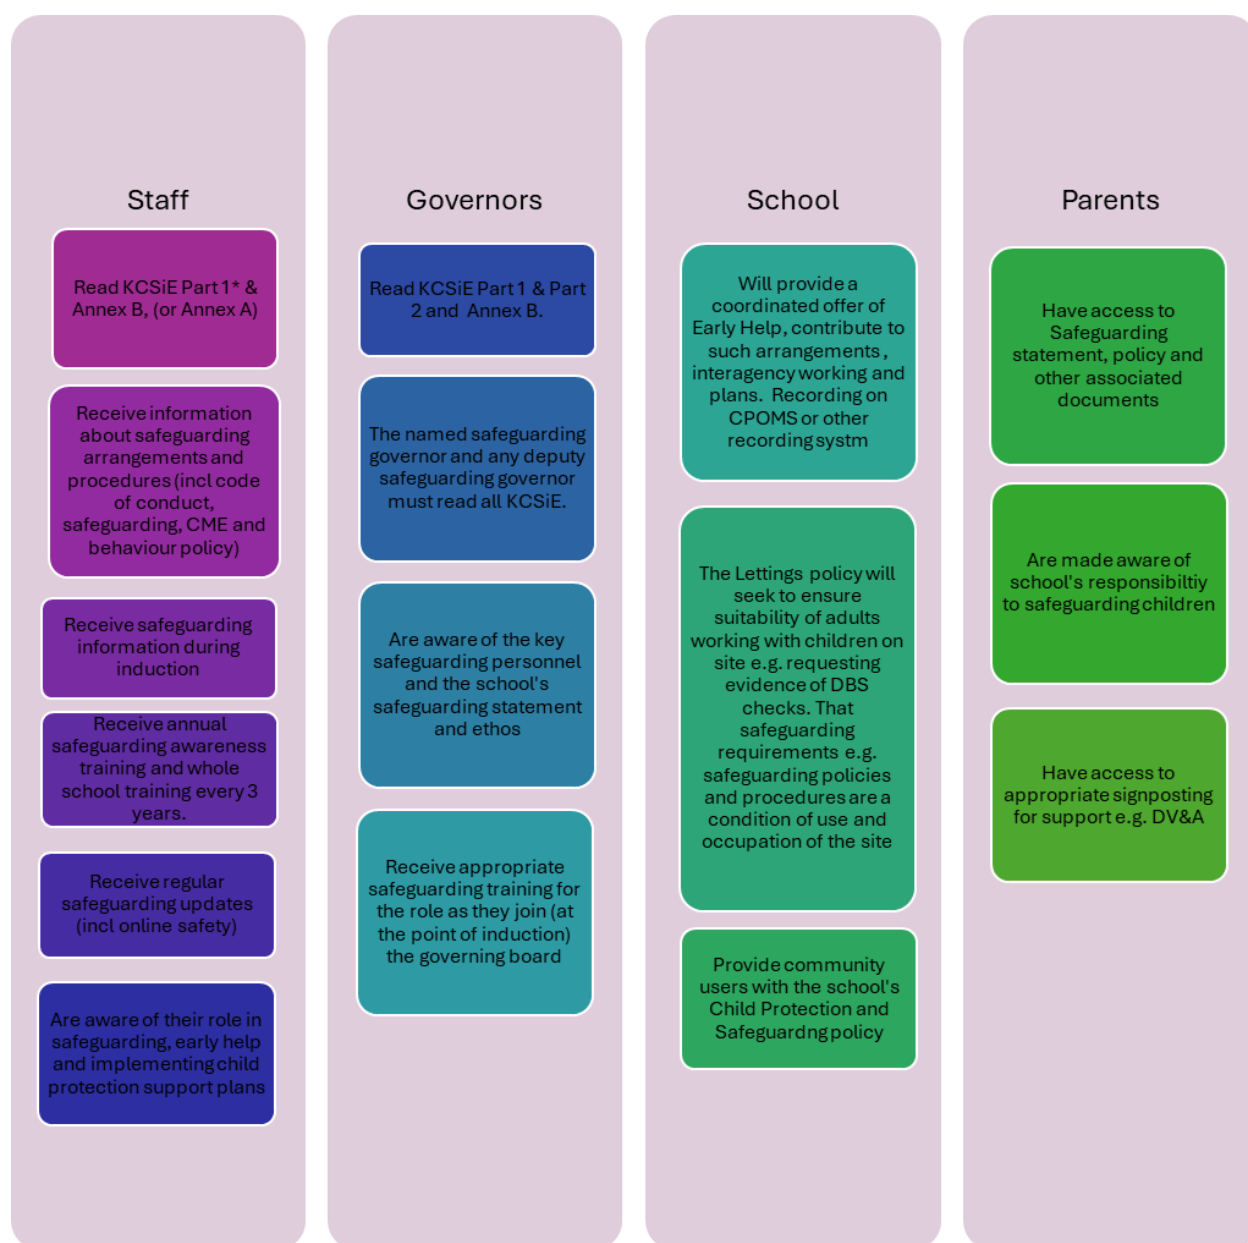 Staff
Read KCSiE Part 1* &
Annex B, (or Annex A)
Receive information
about safeguarding
arrangements and
procedures (incl code
of conduct,
safeguarding, CME and
behaviour policy)
Receive safeguarding
information during
induction
Receive annual
safeguarding awareness
training and whole
school training every 3
years.
Receive regular
safeguarding updates
(incl online safety)
Are aware of their role in
safeguarding, early help
and implementing child
protection support plans
Governors
Read KCSiE Part 1 & Part
2 and Annex B.
The named safeguarding
governor and any deputy
safeguarding governor
must read all KCSiE.
Are aware of the key
safeguarding personnel
and the school's
safeguarding statement
and ethos
Receive appropriate
safeguarding training for
the role as they join (at
the point of induction)
the governing board
School
Will provide a
coordinated offer of
Early Help, contribute to
such arrangements ,
interagency working and
plans. Recording on
CPOMS or other
recording systm
The Lettings policy will
seek to ensure
suitability of adults
working with children on
site e.g. requesting
evidence of DBS
checks. That
safeguarding
requirements e.g.
safeguarding policies
and procedures are a
condition of use and
occupation of the site
Provide community
users with the school's
Child Protection and
Safeguardng policy
Parents
Have access to
Safeguarding
statement, policy and
other associated
documents
Are made aware of
school's responsibiltiy
to safeguarding children
Have access to
appropriate signposting
for support e.g. DV&A